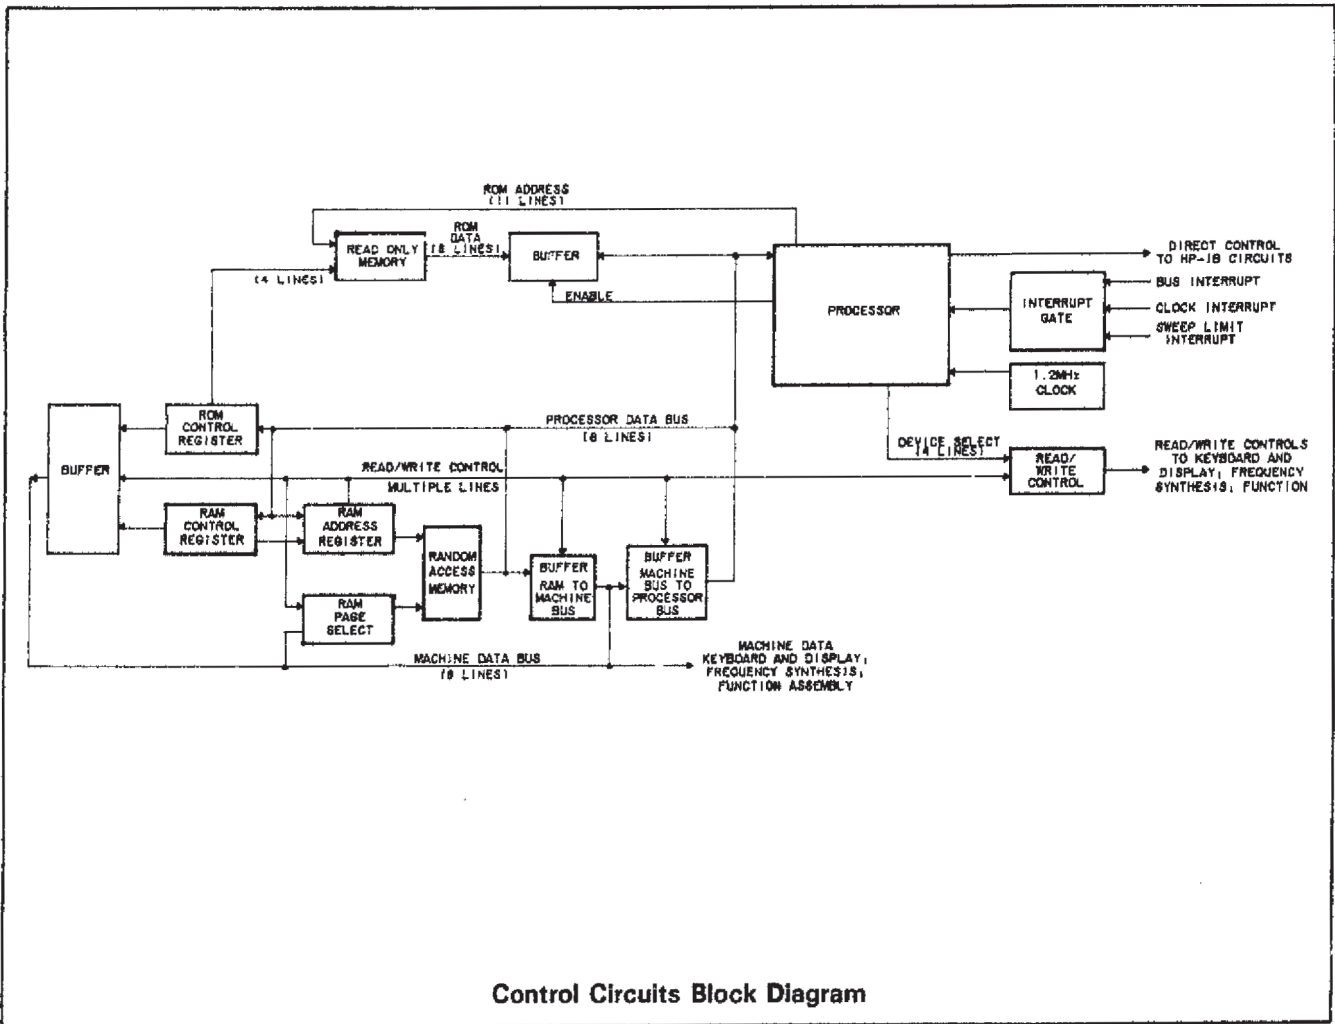 ROM ADDRESS
(11 LINES)
ROM
DATA
(8 LINES)
READ ONLY
MEMORY
BUFFER
(4 LINES)
ENABLE
PROCESSOR
DIRECT CONTROL
TO HP-IB CIRCUITS
BUS INTERRUPT
INTERRUPT
GATE
CLOCK INTERRUPT
SWEEP LIMIT
INTERRUPT
1.2MHz
CLOCK
ROM
CONTROL
REGISTER
PROCESSOR DATA BUS
(8 LINES)
DEVICE SELECT
(4 LINES)
READ/
WRITE
CONTROL
READ/WRITE CONTROLS
TO KEYBOARD AND
DISPLAY; FREQUENCY
SYNTHESIS; FUNCTION
BUFFER
READ/WRITE CONTROL
MULTIPLE LINES
RAM
CONTROL
REGISTER
RAM
ADDRESS
REGISTER
RANDOM
ACCESS
MEMORY
BUFFER
RAM TO
MACHINE
BUS
BUFFER
MACHINE
BUS TO
PROCESSOR
BUS
RAM
PAGE
SELECT
MACHINE DATA BUS
(8 LINES)
MACHINE DATA
KEYBOARD AND DISPLAY;
FREQUENCY SYNTHESIS;
FUNCTION ASSEMBLY
Control Circuits Block Diagram